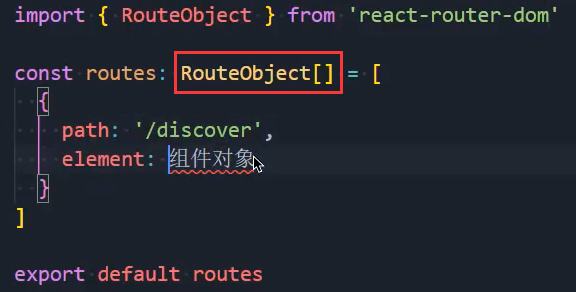 import { RouteObject } from 'react-router-dom'
const routes: RouteObject[] = [
{
path: '/discover',
element: 组件对象
}
]
export default routes